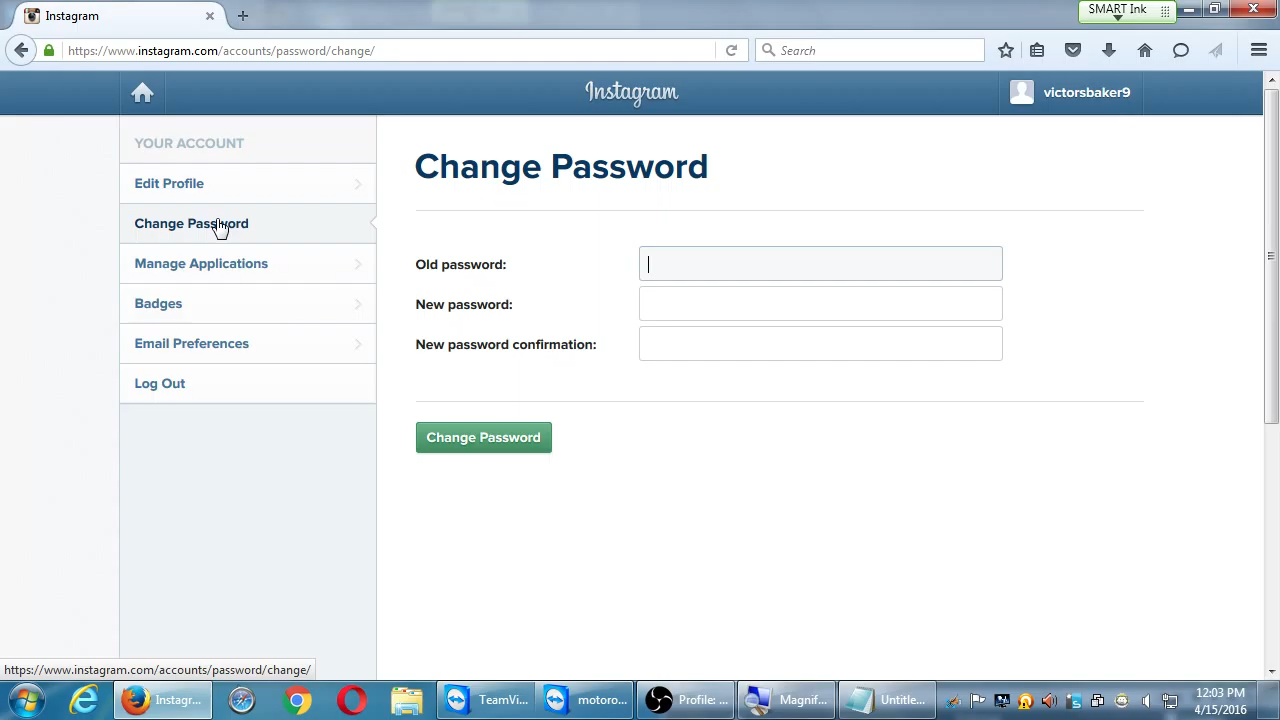 Instagram
SMART Ink
https://www.instagram.com/accounts/password/change/
Search
Instagram
victorsbaker9
YOUR ACCOUNT
Edit Profile
Change Password
Manage Applications
Badges
Email Preferences
Log Out
Change Password
Old password:
New password:
New password confirmation:
Change Password
https://www.instagram.com/accounts/password/change/
Instagr...
TeamVi...
motoro...
Profile: ...
Magnif...
Untitle...
12:03 PM
4/15/2016